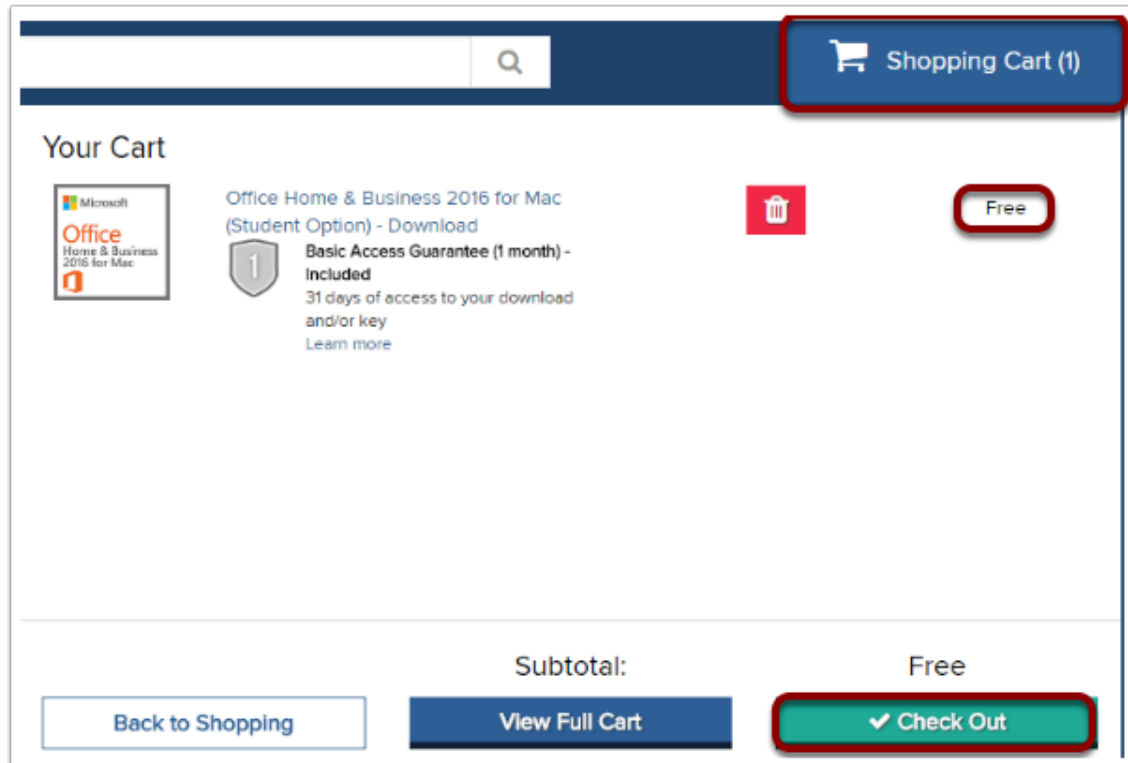 Shopping Cart (1)
Your Cart
Microsoft
Office
Home & Business
2016 for Mac
Office Home & Business 2016 for Mac
(Student Option) - Download
1
Basic Access Guarantee (1 month) -
Included
31 days of access to your download
and/or key
Learn more
Free
Subtotal:
Free
Back to Shopping
View Full Cart
Check Out